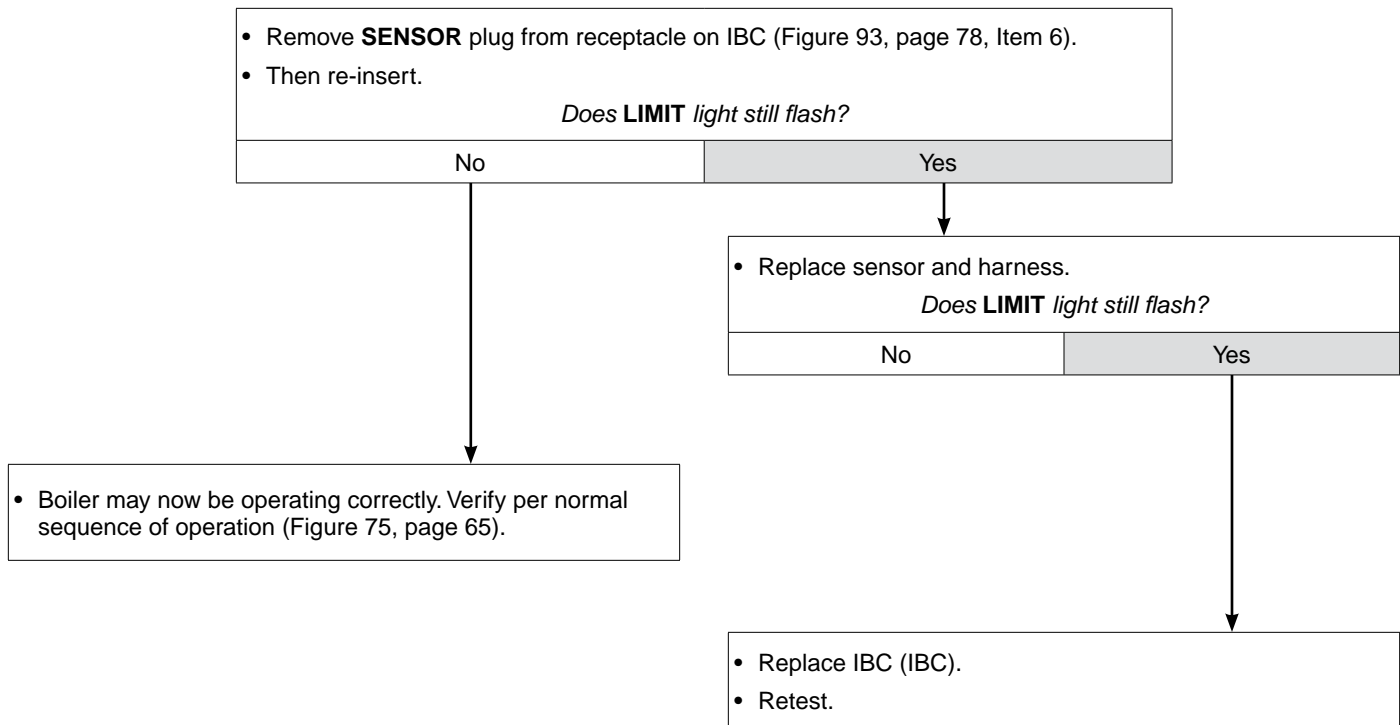 • Remove SENSOR plug from receptacle on IBC (Figure 93, page 78, Item 6).
• Then re-insert.
Does LIMIT light still flash?
No Yes
• Replace sensor and harness.
Does LIMIT light still flash?
No Yes
• Boiler may now be operating correctly. Verify per normal
sequence of operation (Figure 75, page 65).
• Replace IBC (IBC).
• Retest.